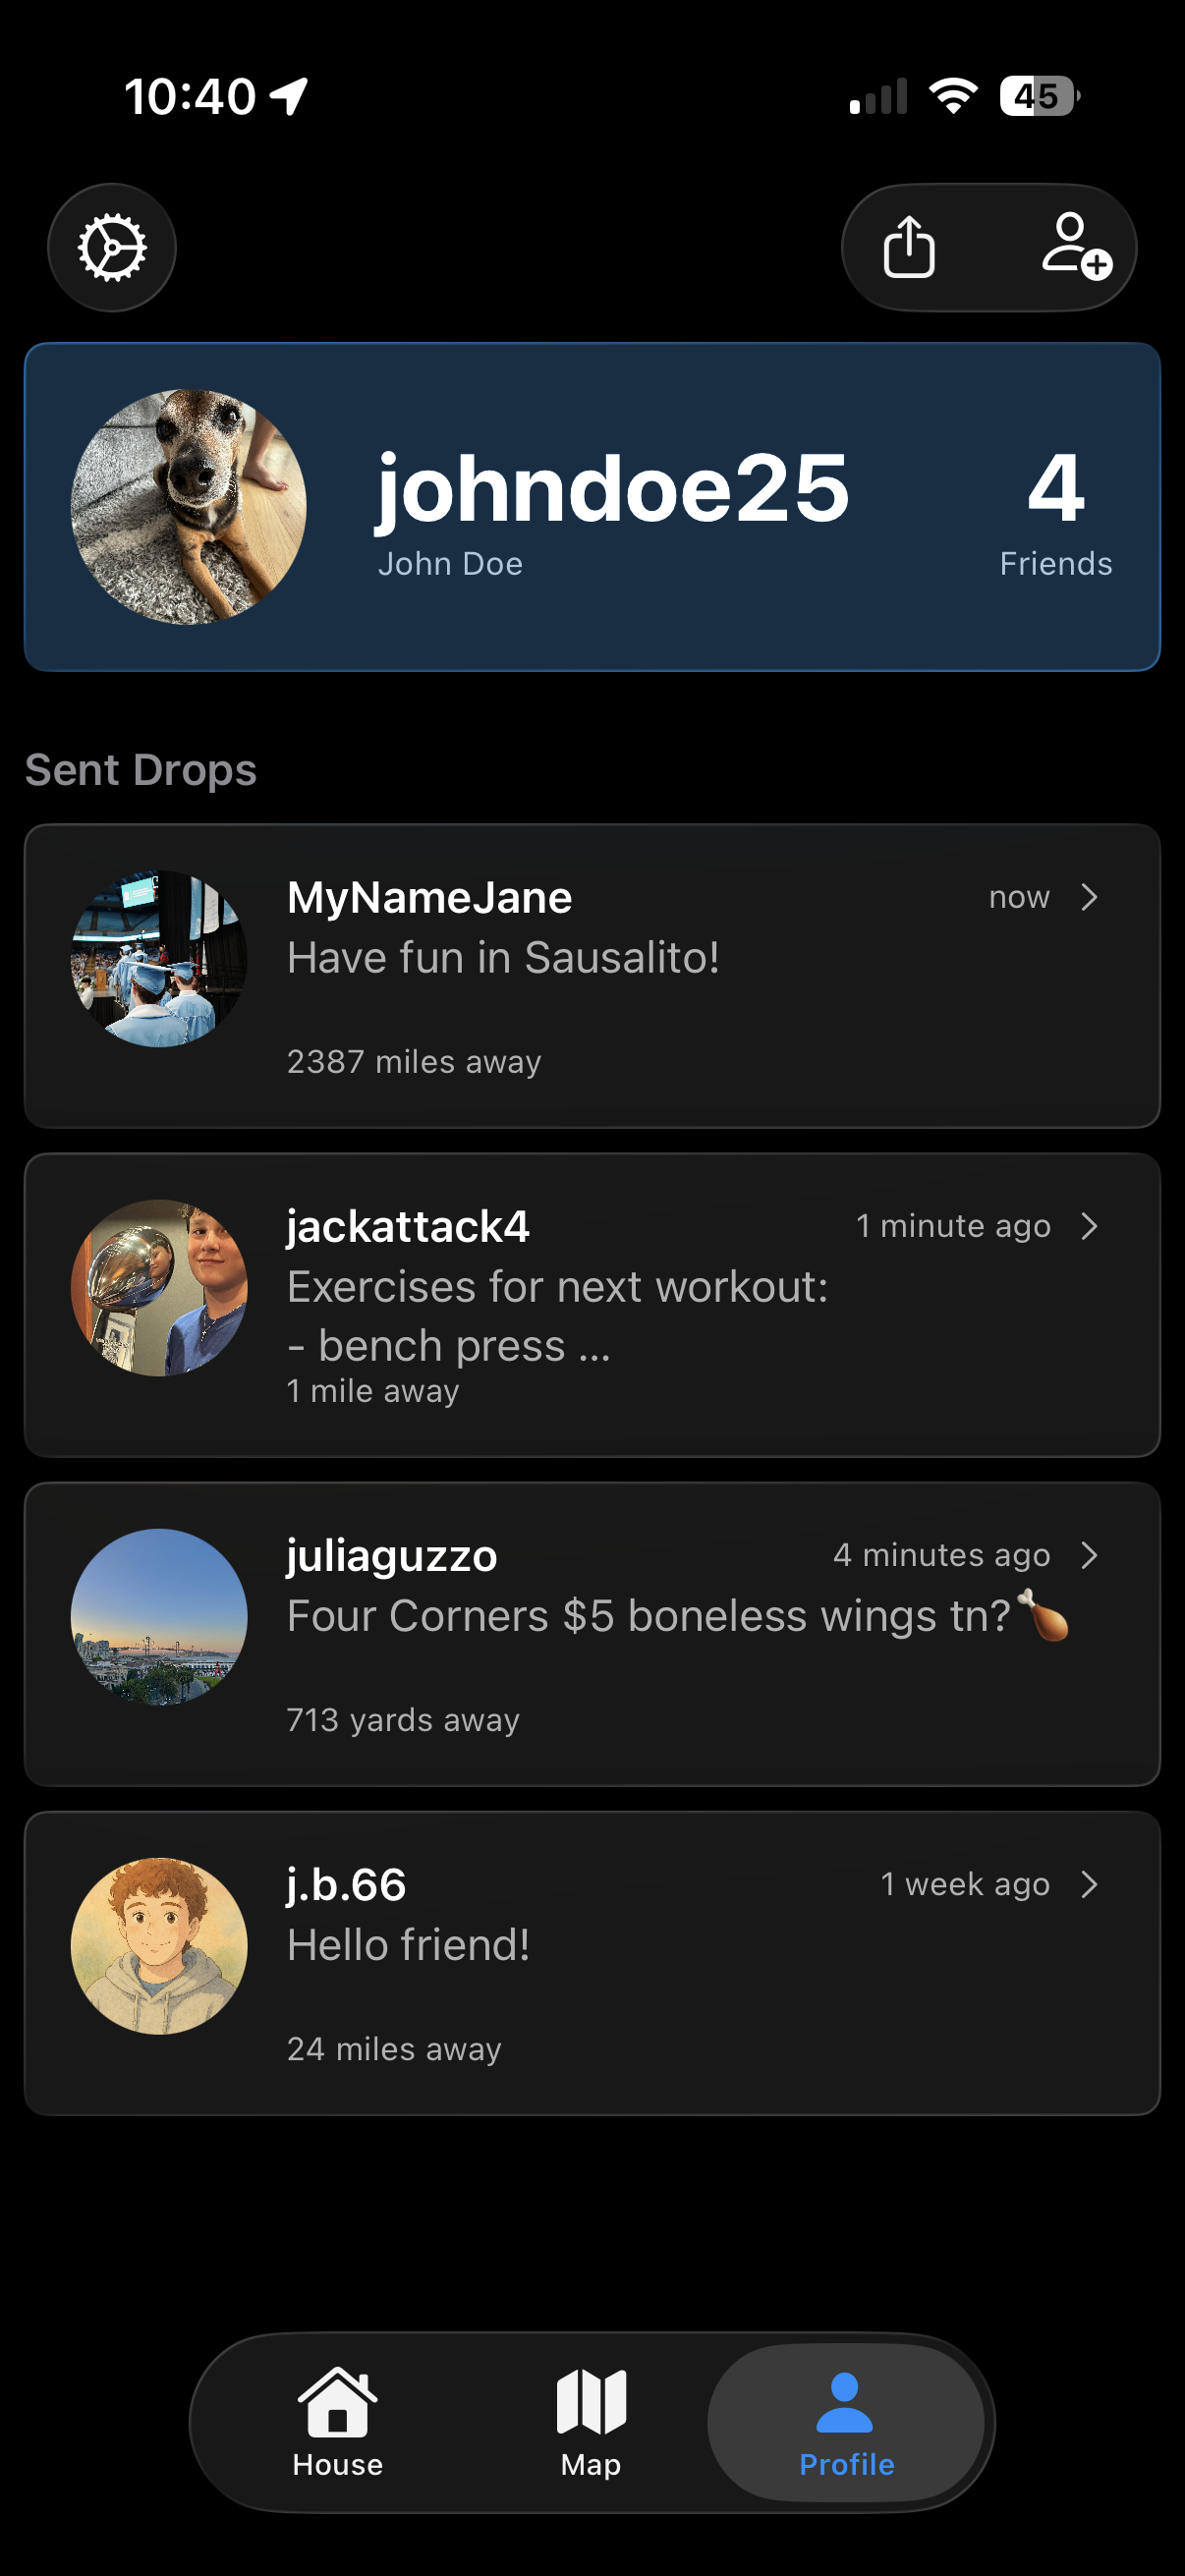 10:40
45
johndoe25
John Doe
4
Friends
Sent Drops
MyNameJane
now
Have fun in Sausalito!
2387 miles away
jackattack4
1 minute ago
Exercises for next workout:
- bench press ...
1 mile away
juliaguzzo
4 minutes ago
Four Corners $5 boneless wings tn?🍗
713 yards away
j.b.66
1 week ago
Hello friend!
24 miles away
House
Map
Profile